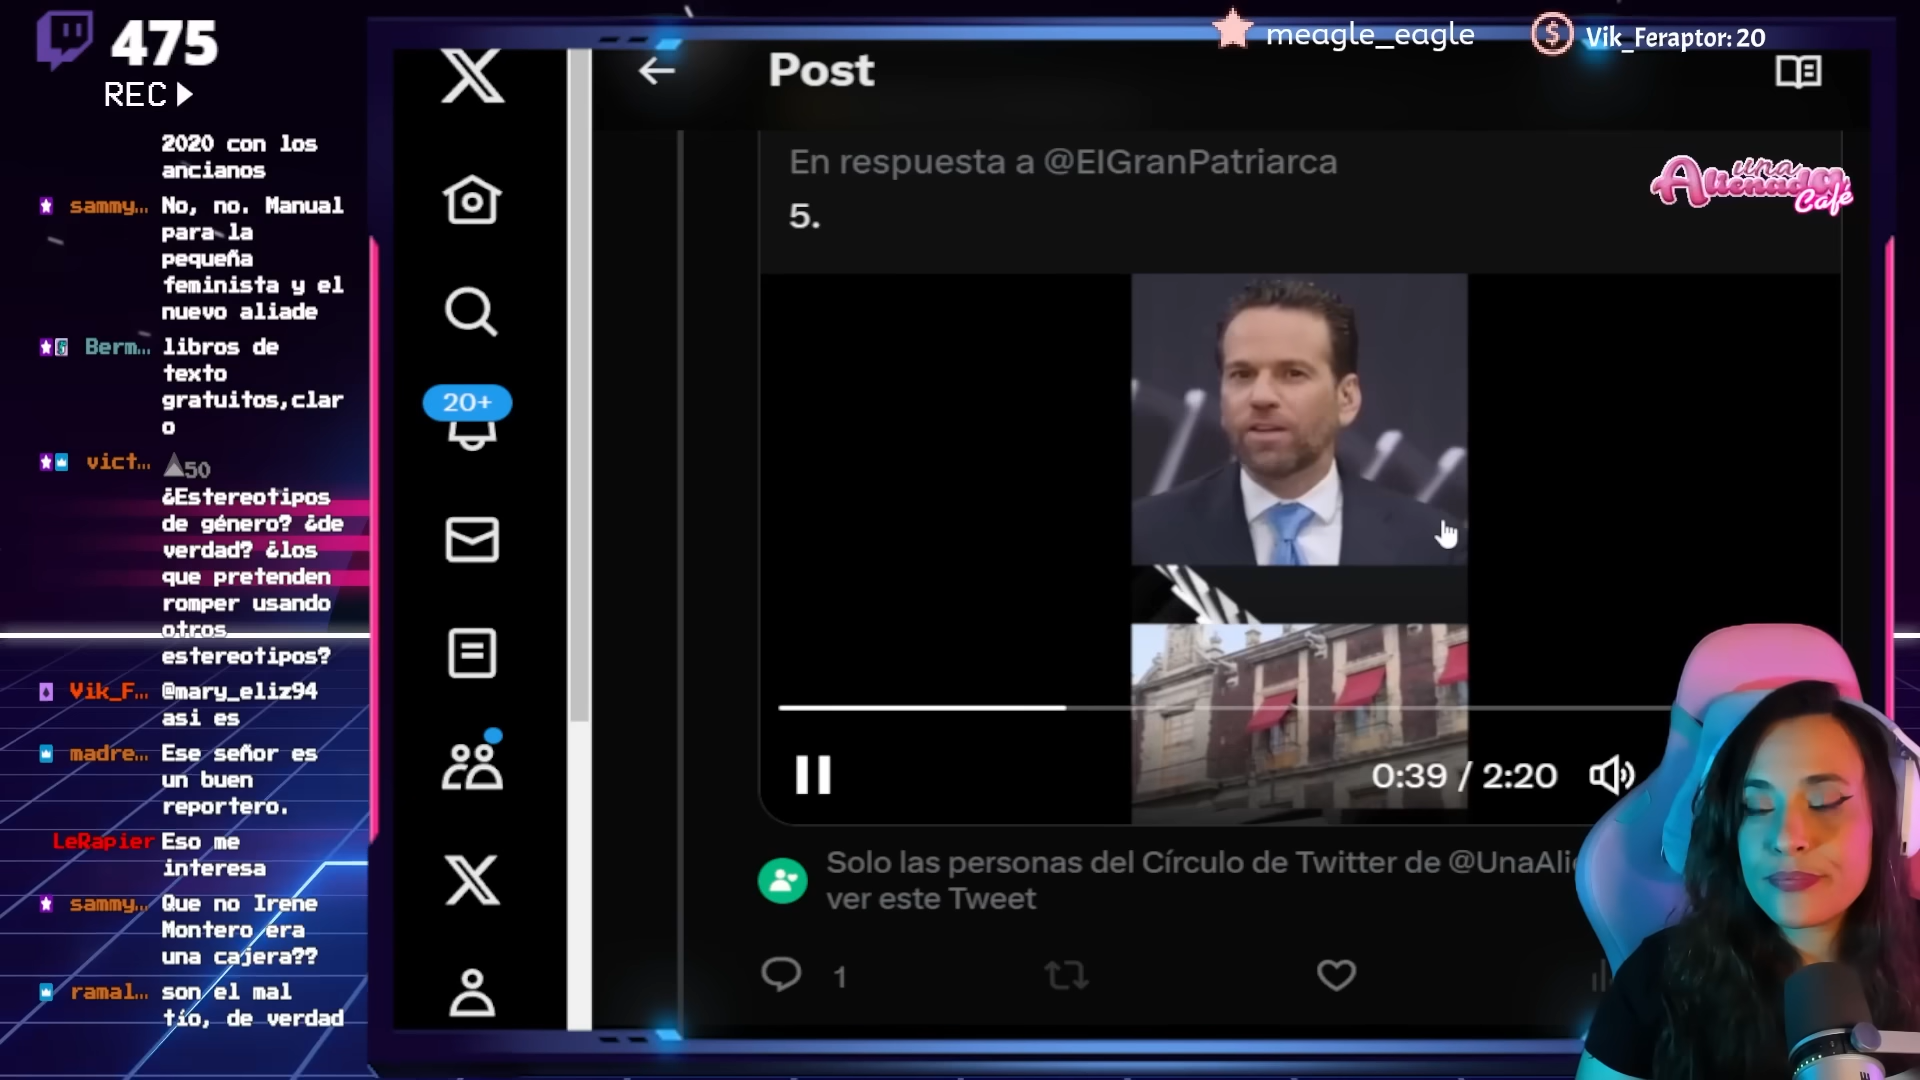 475
REC
2020 con los
ancianos
sammy... No, no. Manual
para la
pequeña
feminista y el
nuevo aliade
Berm... libros de
texto
gratuitos,clar
o
vict... 50
¿Estereotipos
de género? ¿de
verdad? ¿los
que pretenden
romper usando
otros
estereotipos?
Vik_F... @mary_eliz94
asi es
madre... Ese señor es
un buen
reportero.
LeRapier Eso me
interesa
sammy... Que no Irene
Montero era
una cajera??
ramal... son el mal
tío, de verdad
meagle_eagle
Vik_Feraptor: 20
una
Alienada
Café
20+
Post
En respuesta a @ElGranPatriarca
5.
0:39 / 2:20
Solo las personas del Círculo de Twitter de @UnaAlie
ver este Tweet
1